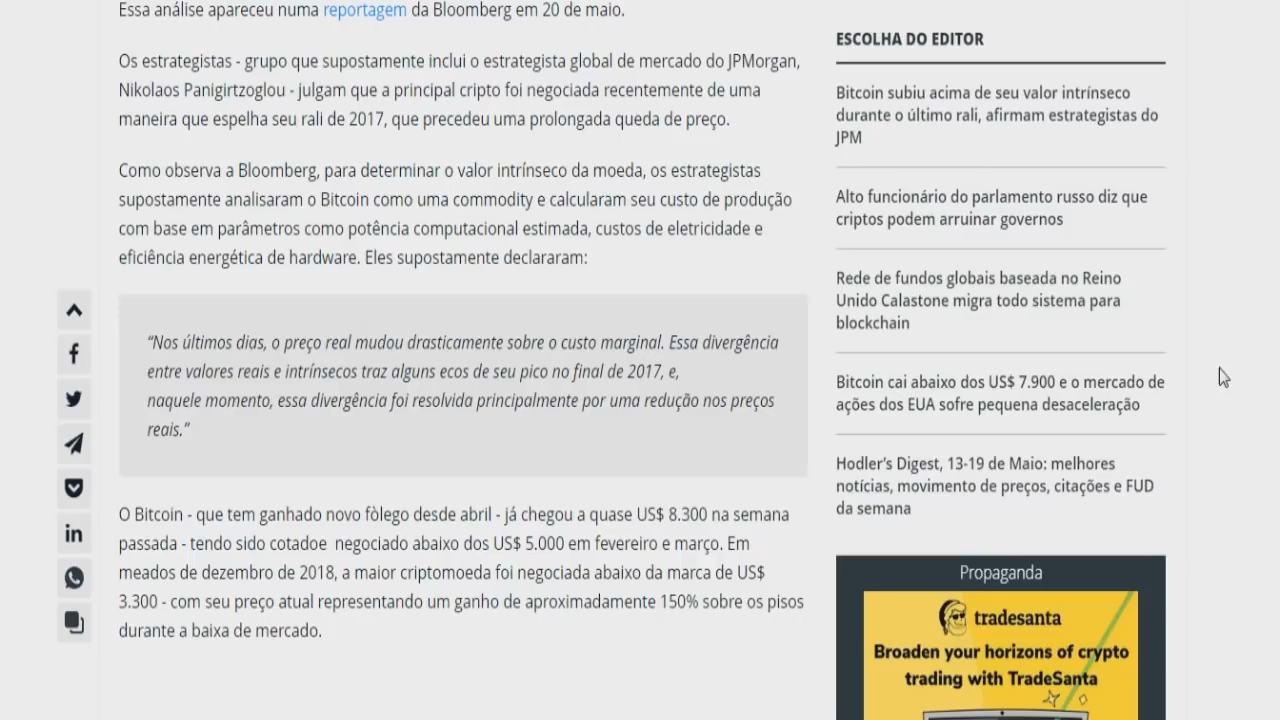 Essa análise apareceu numa reportagem da Bloomberg em 20 de maio.
Os estrategistas - grupo que supostamente inclui o estrategista global de mercado do JPMorgan,
Nikolaos Panigirtzoglou - julgam que a principal cripto foi negociada recentemente de uma
maneira que espelha seu rali de 2017, que precedeu uma prolongada queda de preço.
Como observa a Bloomberg, para determinar o valor intrínseco da moeda, os estrategistas
supostamente analisaram o Bitcoin como uma commodity e calcularam seu custo de produção
com base em parâmetros como potência computacional estimada, custos de eletricidade e
eficiência energética de hardware. Eles supostamente declararam:
“Nos últimos dias, o preço real mudou drasticamente sobre o custo marginal. Essa divergência
entre valores reais e intrínsecos traz alguns ecos de seu pico no final de 2017, e,
naquele momento, essa divergência foi resolvida principalmente por uma redução nos preços
reais.”
O Bitcoin - que tem ganhado novo fòlego desde abril - já chegou a quase US$ 8.300 na semana
passada - tendo sido cotadoe negociado abaixo dos US$ 5.000 em fevereiro e março. Em
meados de dezembro de 2018, a maior criptomoeda foi negociada abaixo da marca de US$
3.300 - com seu preço atual representando um ganho de aproximadamente 150% sobre os pisos
durante a baixa de mercado.
ESCOLHA DO EDITOR
Bitcoin subiu acima de seu valor intrínseco
durante o último rali, afirmam estrategistas do
JPM
Alto funcionário do parlamento russo diz que
criptos podem arruinar governos
Rede de fundos globais baseada no Reino
Unido Calastone migra todo sistema para
blockchain
Bitcoin cai abaixo dos US$ 7.900 e o mercado de
ações dos EUA sofre pequena desaceleração
Hodler’s Digest, 13-19 de Maio: melhores
notícias, movimento de preços, citações e FUD
da semana
Propaganda
tradesanta
Broaden your horizons of crypto
trading with TradeSanta